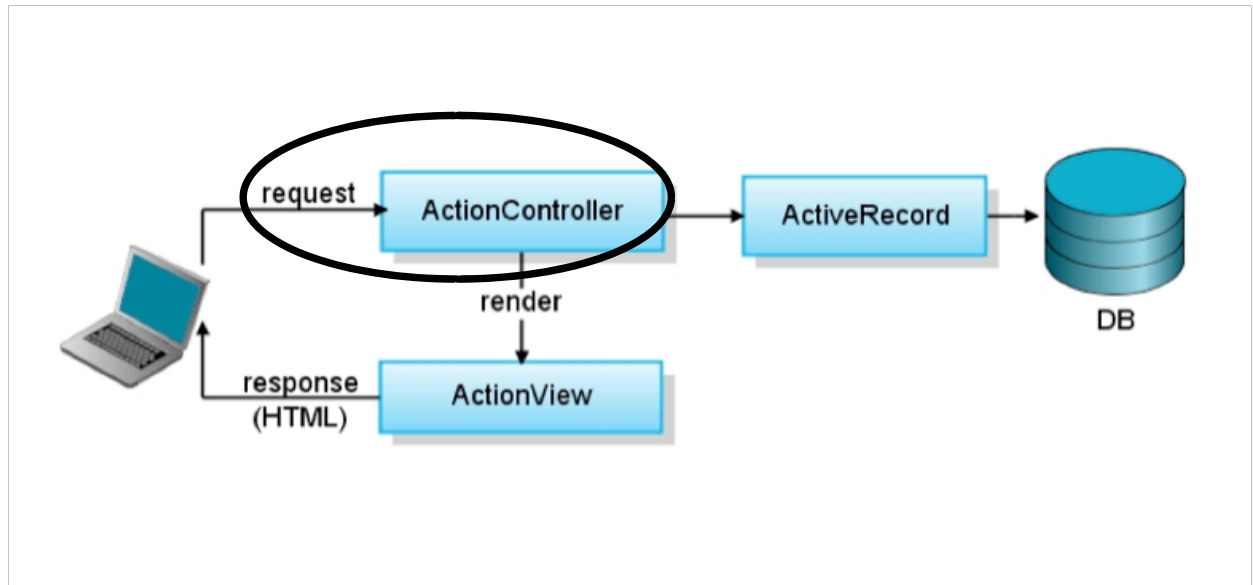 request
ActionController
ActiveRecord
DB
render
ActionView
response
(HTML)